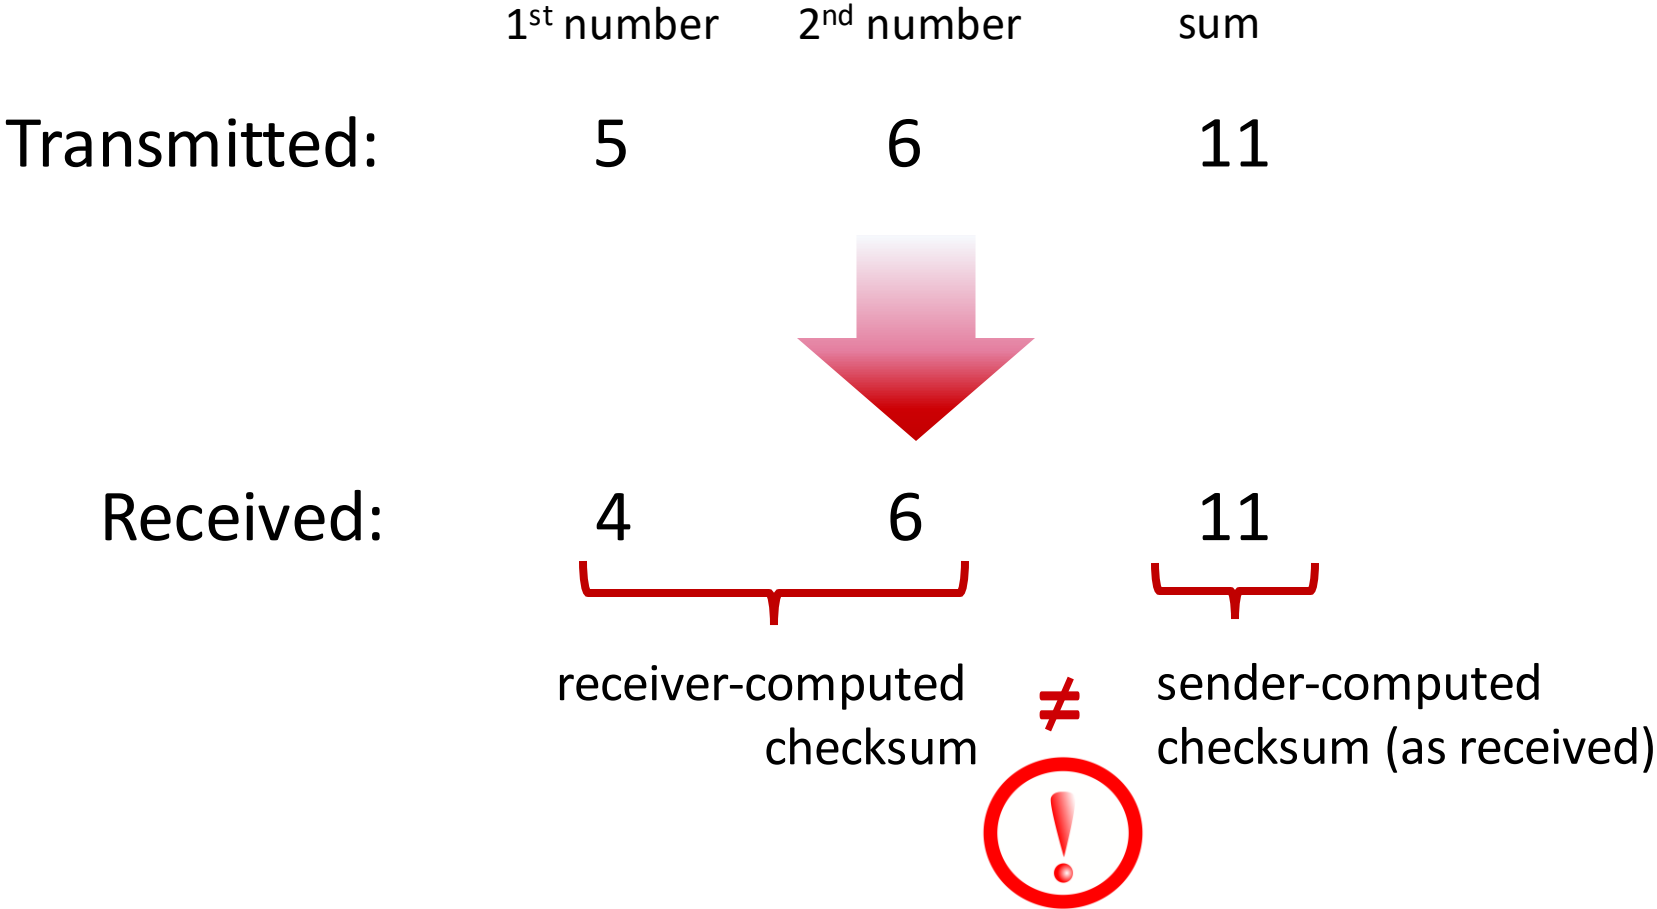 1st number 2nd number sum
Transmitted: 5 6 11
Received: 4 6 11
receiver-computed ≠ sender-computed
checksum checksum (as received)
!